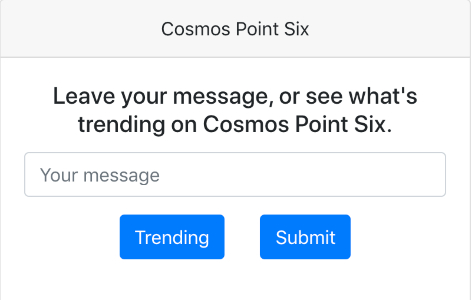 Cosmos Point Six
Leave your message, or see what's
trending on Cosmos Point Six.
Your message
Trending
Submit